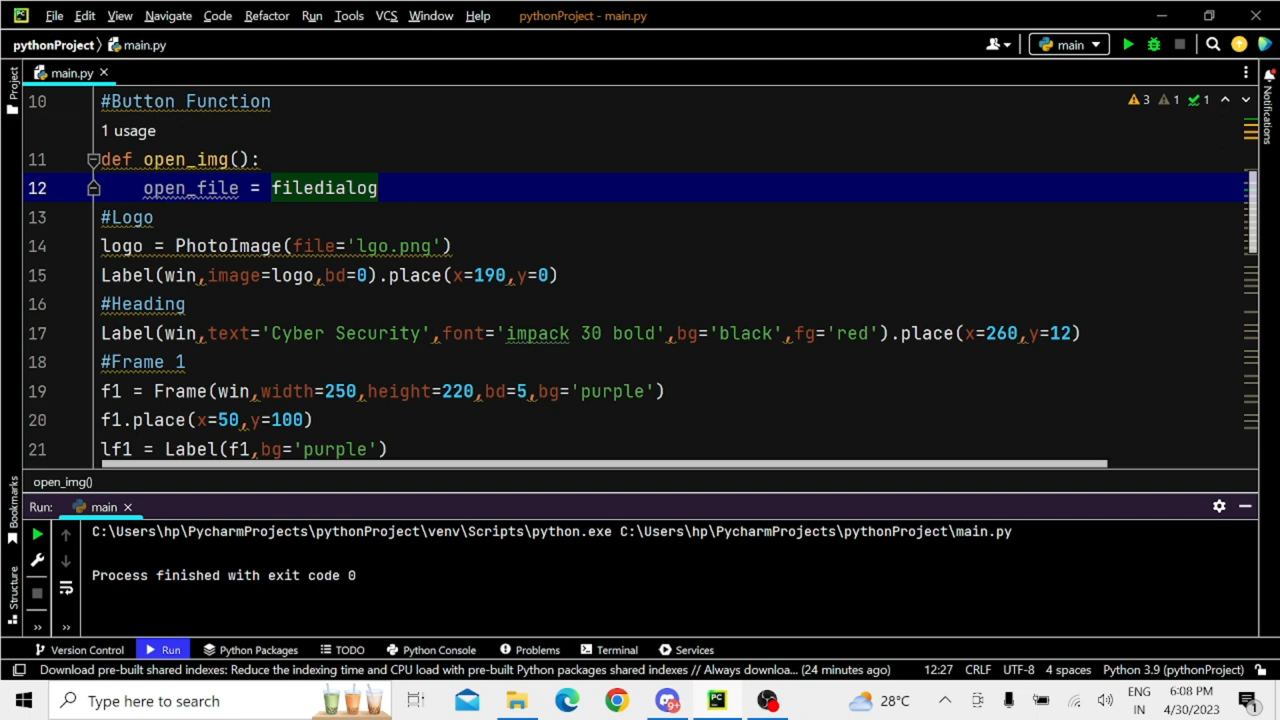 File Edit View Navigate Code Refactor Run Tools VCS Window Help pythonProject - main.py
pythonProject main.py main
Project
main.py
10 #Button Function
3 1 1
1 usage
11 def open_img():
12 open_file = filedialog
13 #Logo
14 logo = PhotoImage(file='lgo.png')
15 Label(win,image=logo,bd=0).place(x=190,y=0)
16 #Heading
17 Label(win,text='Cyber Security',font='impack 30 bold',bg='black',fg='red').place(x=260,y=12)
18 #Frame 1
19 f1 = Frame(win,width=250,height=220,bd=5,bg='purple')
20 f1.place(x=50,y=100)
21 lf1 = Label(f1,bg='purple')
Notifications
open_img()
Bookmarks
Structure
Run: main
C:\Users\hp\PycharmProjects\pythonProject\venv\Scripts\python.exe C:\Users\hp\PycharmProjects\pythonProject\main.py
Process finished with exit code 0
Version Control Run Python Packages TODO Python Console Problems Terminal Services
Download pre-built shared indexes: Reduce the indexing time and CPU load with pre-built Python packages shared indexes // Always downloa... (24 minutes ago) 12:27 CRLF UTF-8 4 spaces Python 3.9 (pythonProject)
Type here to search 28°C ENG 6:08 PM
IN 4/30/2023 1